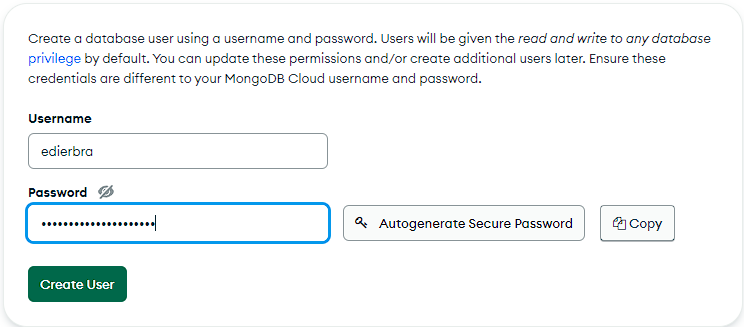 Create a database user using a username and password. Users will be given the read and write to any database
privilege by default. You can update these permissions and/or create additional users later. Ensure these
credentials are different to your MongoDB Cloud username and password.
Username
edierbra
Password
•••••••••••••••••••••
Autogenerate Secure Password
Copy
Create User